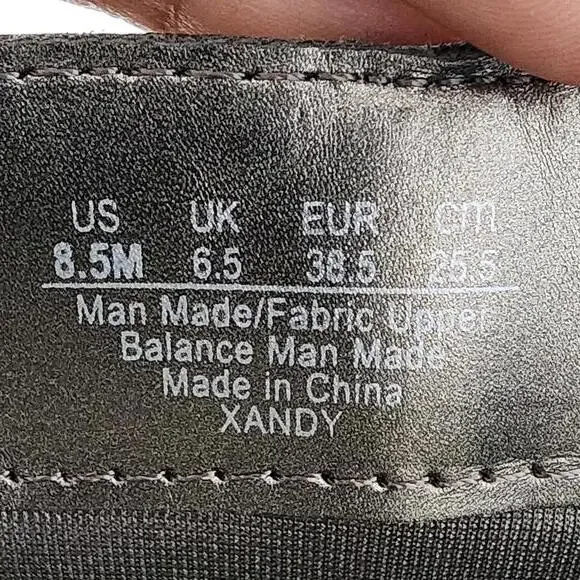 US UK EUR cm
8.5M 6.5 38.5 25.5
Man Made/Fabric Upper
Balance Man Made
Made in China
XANDY